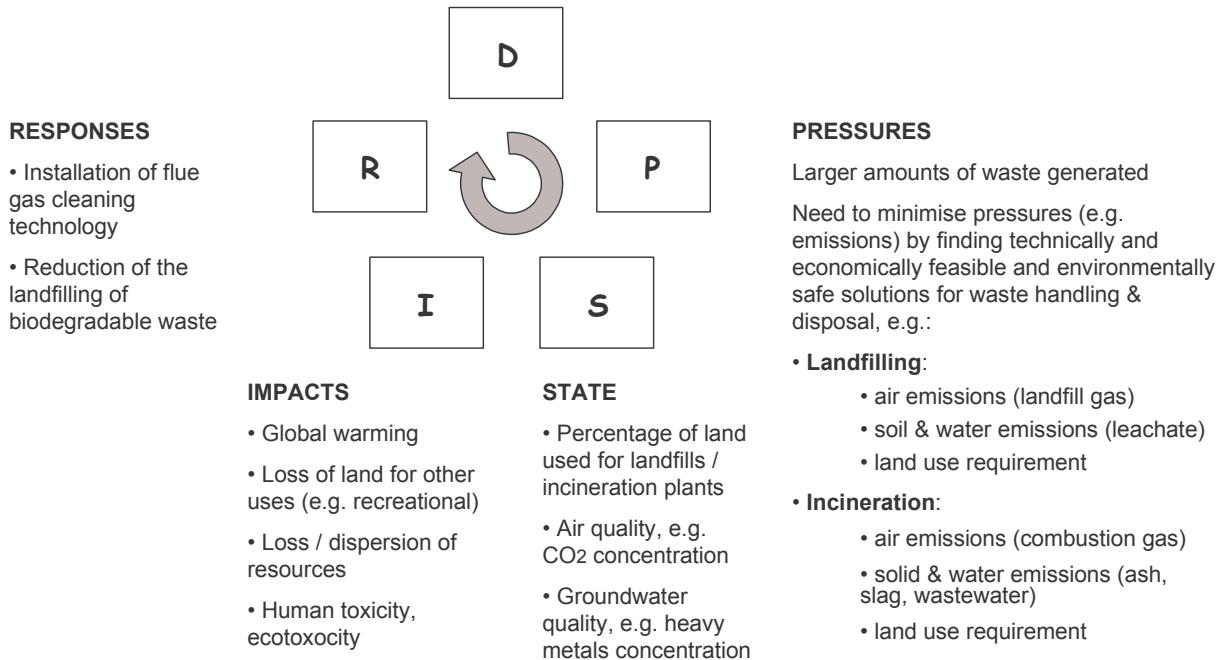 D
R
P
I
S
RESPONSES
• Installation of flue
gas cleaning
technology
• Reduction of the
landfilling of
biodegradable waste
IMPACTS
• Global warming
• Loss of land for other
uses (e.g. recreational)
• Loss / dispersion of
resources
• Human toxicity,
ecotoxocity
STATE
• Percentage of land
used for landfills /
incineration plants
• Air quality, e.g.
CO2 concentration
• Groundwater
quality, e.g. heavy
metals concentration
PRESSURES
Larger amounts of waste generated
Need to minimise pressures (e.g.
emissions) by finding technically and
economically feasible and environmentally
safe solutions for waste handling &
disposal, e.g.:
• Landfilling:
• air emissions (landfill gas)
• soil & water emissions (leachate)
• land use requirement
• Incineration:
• air emissions (combustion gas)
• solid & water emissions (ash,
slag, wastewater)
• land use requirement